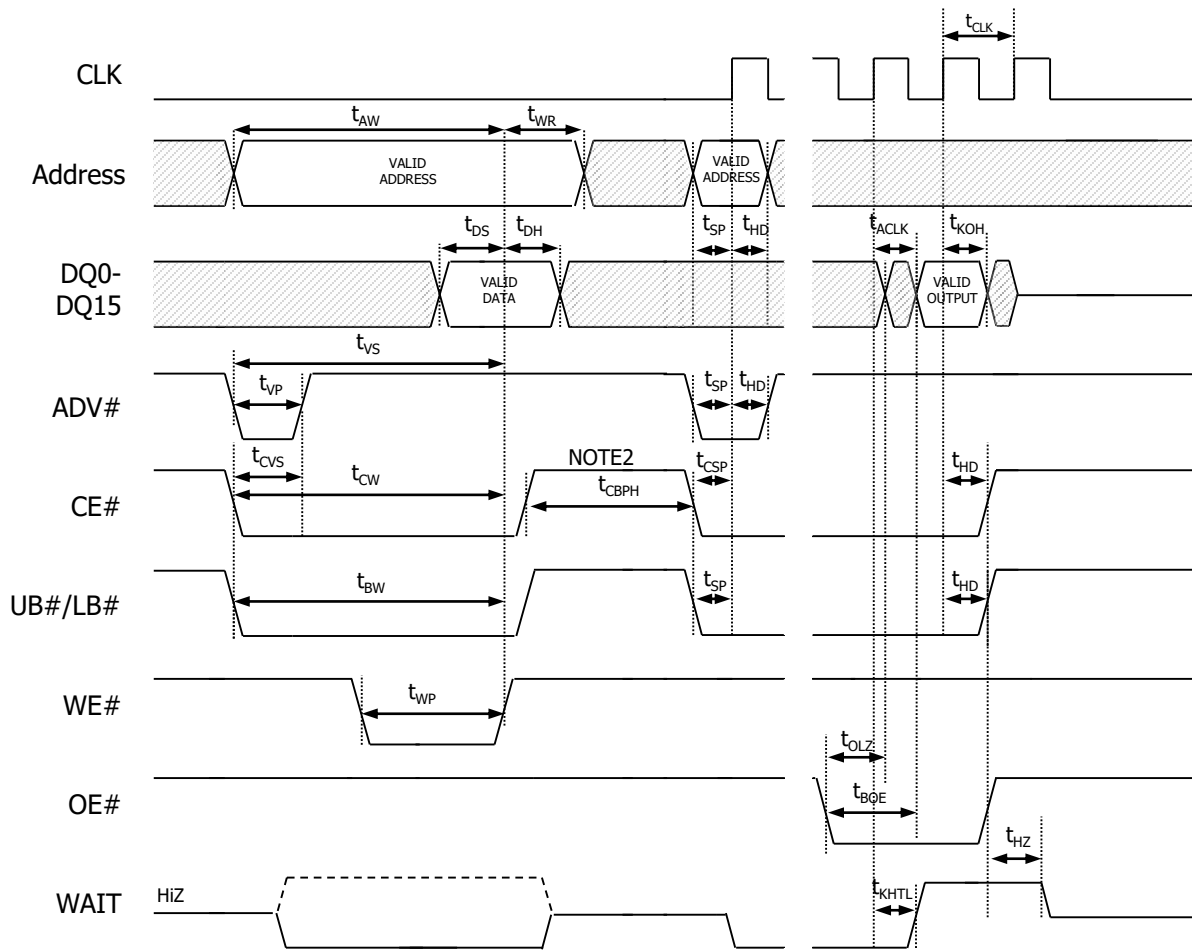 tCLK
CLK
tAW tWR
Address
VALID ADDRESS
VALID ADDRESS
tDS tDH tSP tHD tACLK tKOH
DQ0-
DQ15
VALID DATA
VALID OUTPUT
tVS
ADV#
tVP tSP tHD
tCVS
CE#
tCW
NOTE2
tCBPH
tCSP
tHD
UB#/LB#
tBW tSP tHD
WE#
tWP
tOLZ
OE#
tBOE
tHZ
WAIT
HiZ
tKHTL